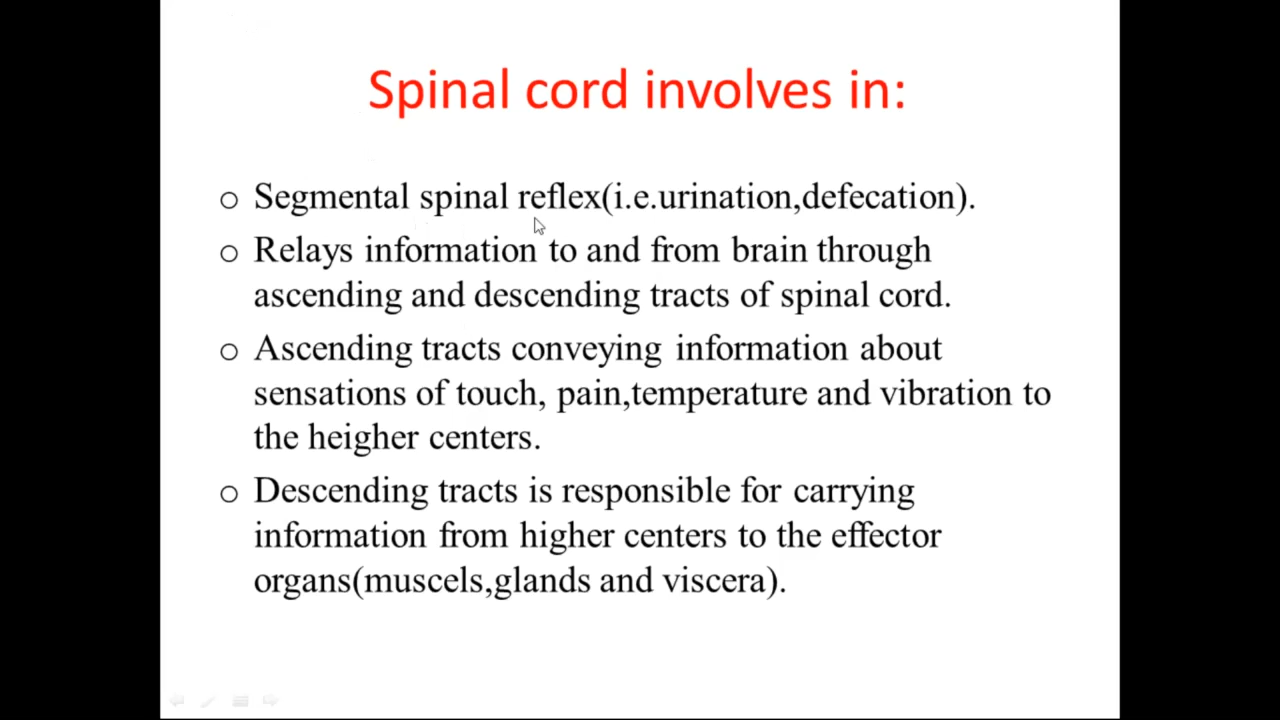 Spinal cord involves in:
o Segmental spinal reflex(i.e.urination,defecation).
o Relays information to and from brain through
ascending and descending tracts of spinal cord.
o Ascending tracts conveying information about
sensations of touch, pain,temperature and vibration to
the heigher centers.
o Descending tracts is responsible for carrying
information from higher centers to the effector
organs(muscels,glands and viscera).